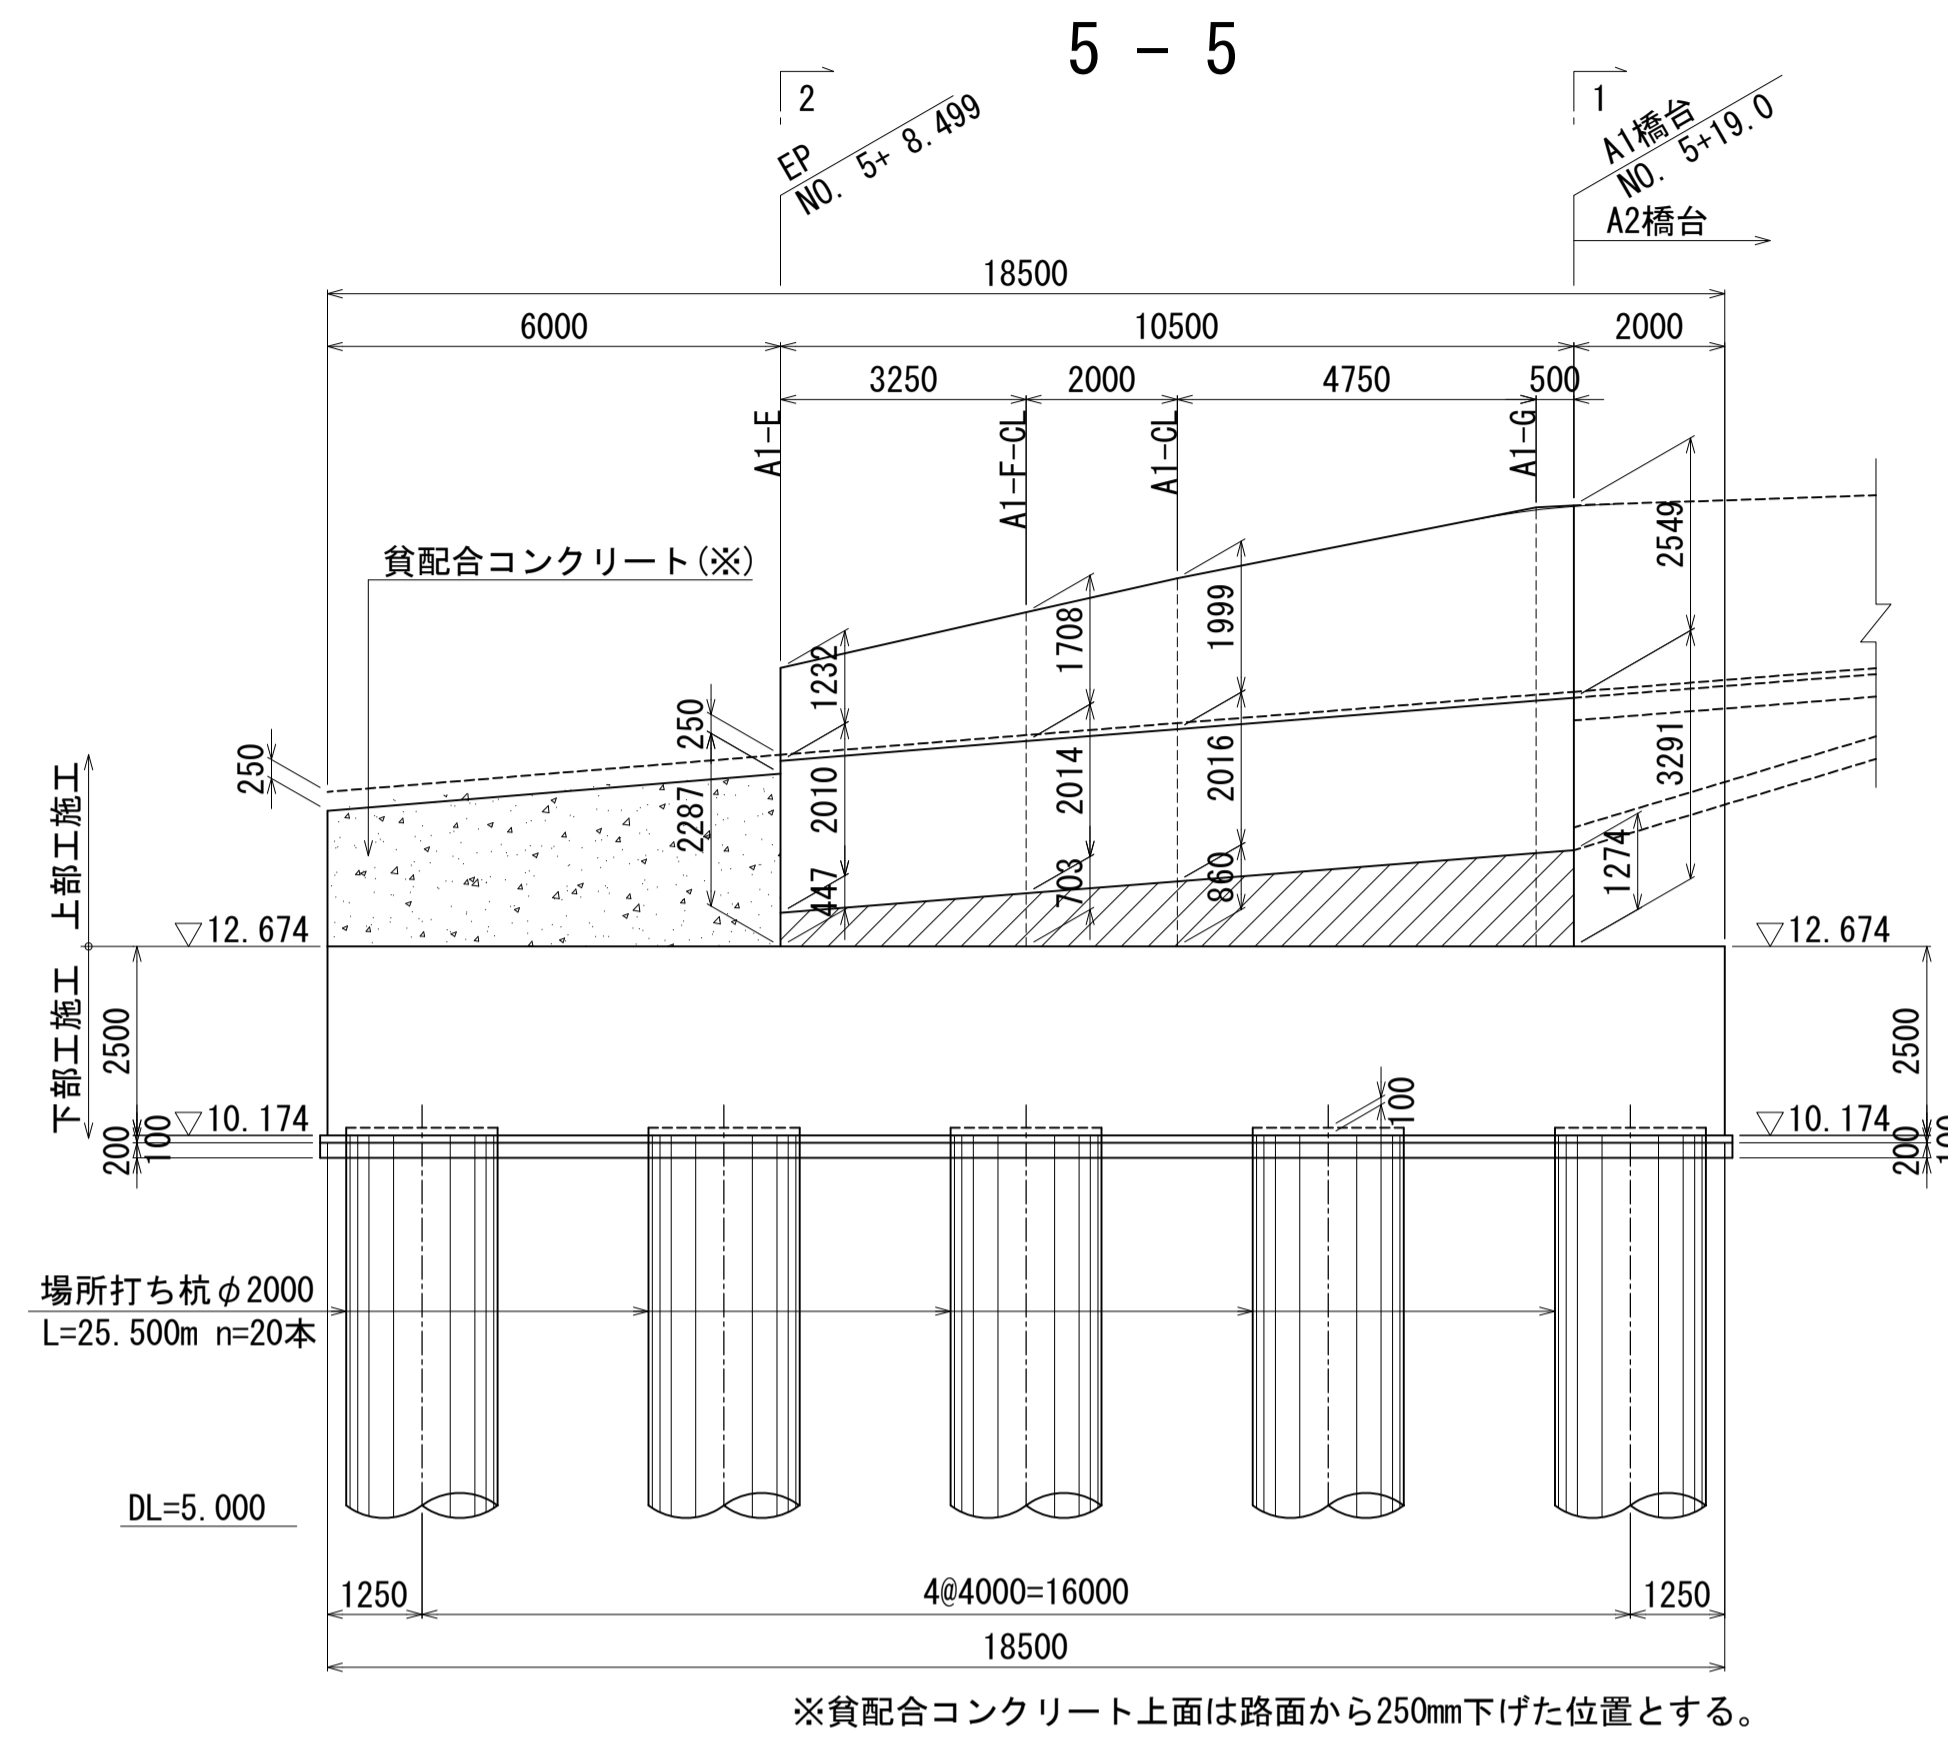 5 - 5
2
1
EP
NO. 5+ 8.499
A1橋台
NO. 5+19.0
A2橋台
18500
6000
10500
2000
3250
2000
4750
500
A1-E
A1-F-CL
A1-CL
A1-G
貧配合コンクリート(※)
250
250
2287
1232
2010
447
1708
2014
703
1999
2016
860
2549
3291
1274
上部工施工
下部工施工
▽12.674
▽12.674
2500
2500
▽10.174
▽10.174
200
100
100
200
100
場所打ち杭φ2000
L=25.500m n=20本
DL=5.000
1250
4@4000=16000
1250
18500
※貧配合コンクリート上面は路面から250mm下げた位置とする。